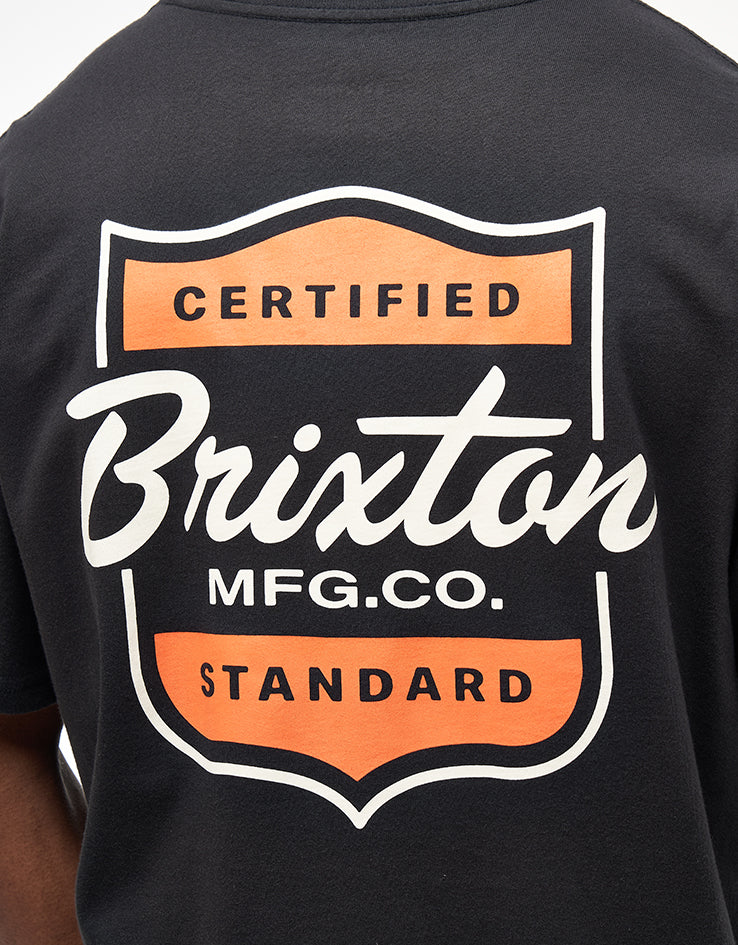 CERTIFIED
Brixton
MFG.CO.
STANDARD